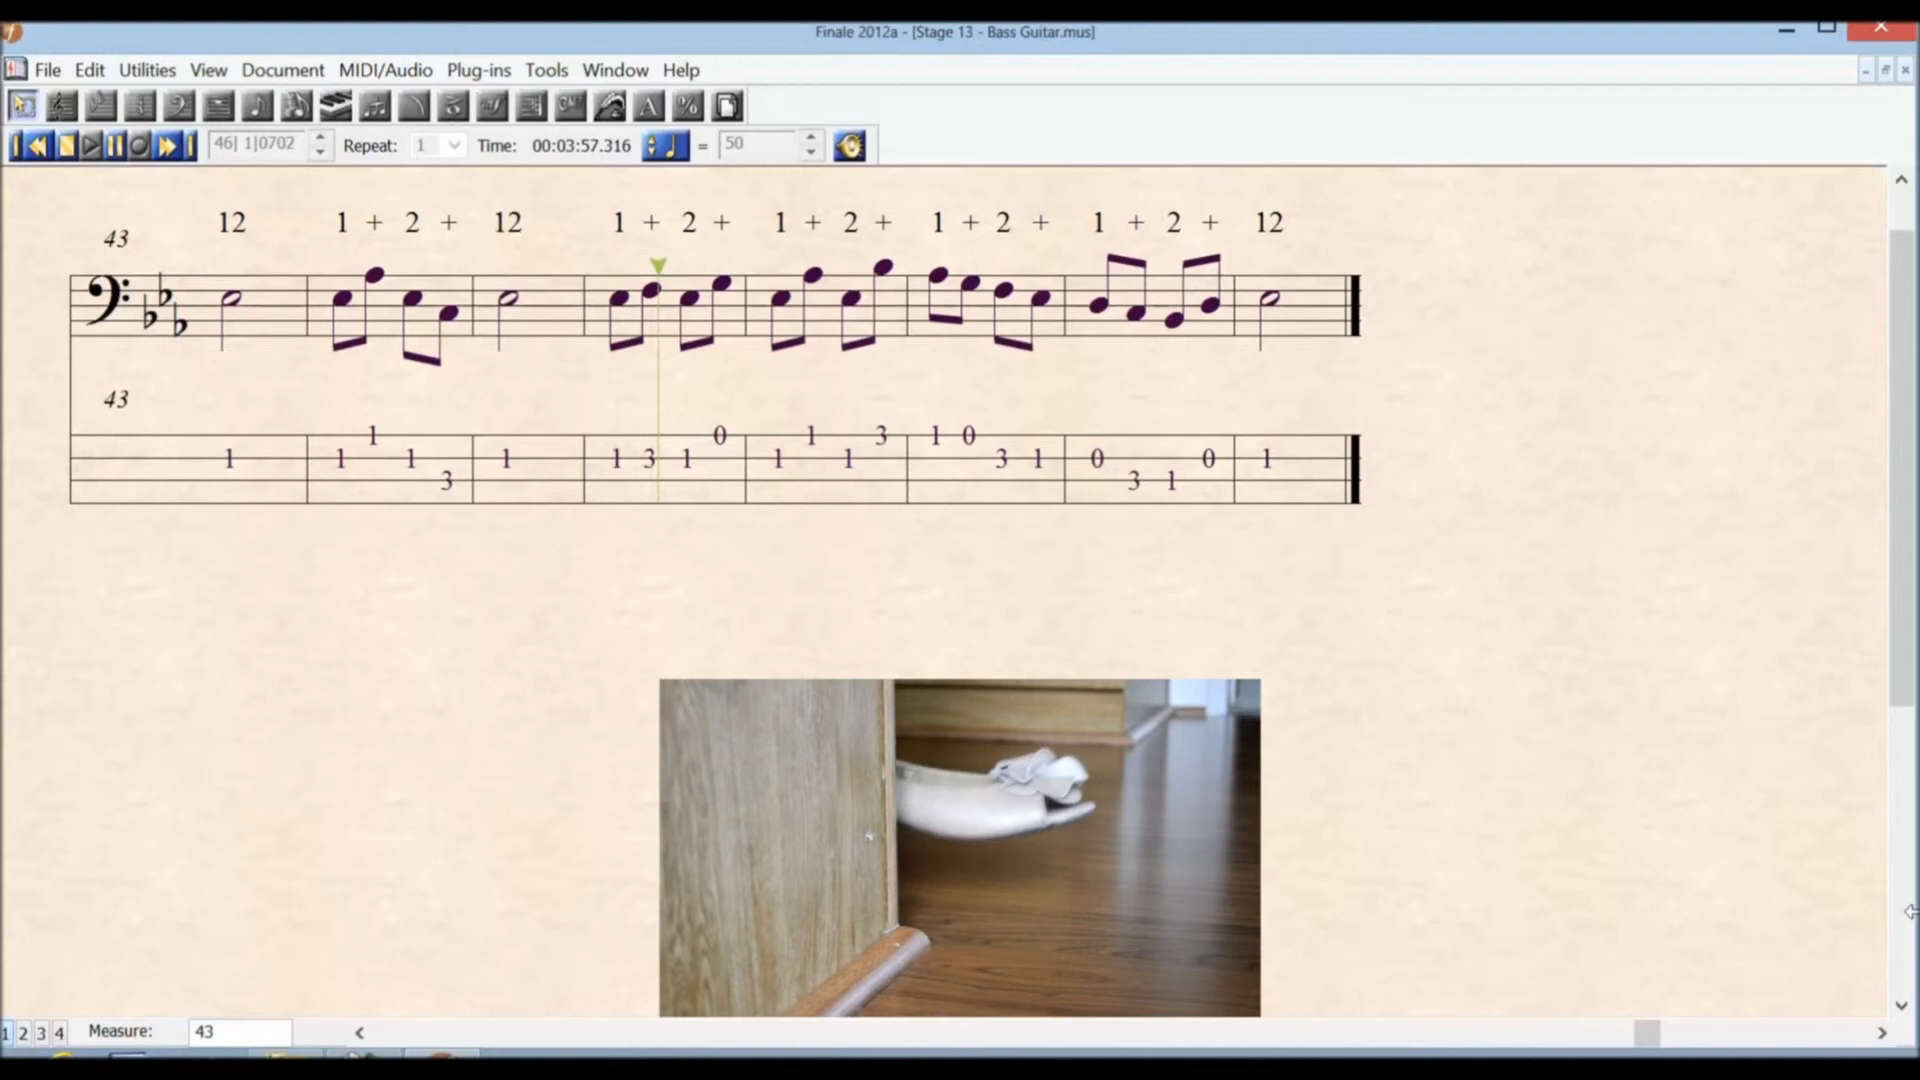 Finale 2012a - [Stage 13 - Bass Guitar.mus]
File Edit Utilities View Document MIDI/Audio Plug-ins Tools Window Help
46| 1|0702 Repeat: 1 Time: 00:03:57.316 = 50
12 1 + 2 + 12 1 + 2 + 1 + 2 + 1 + 2 + 1 + 2 + 12
43
43
1 1 1 1 3 1 1 3 1 0 1 1 1 3 1 0 3 1 0 3 1 0 1
1 2 3 4 Measure: 43